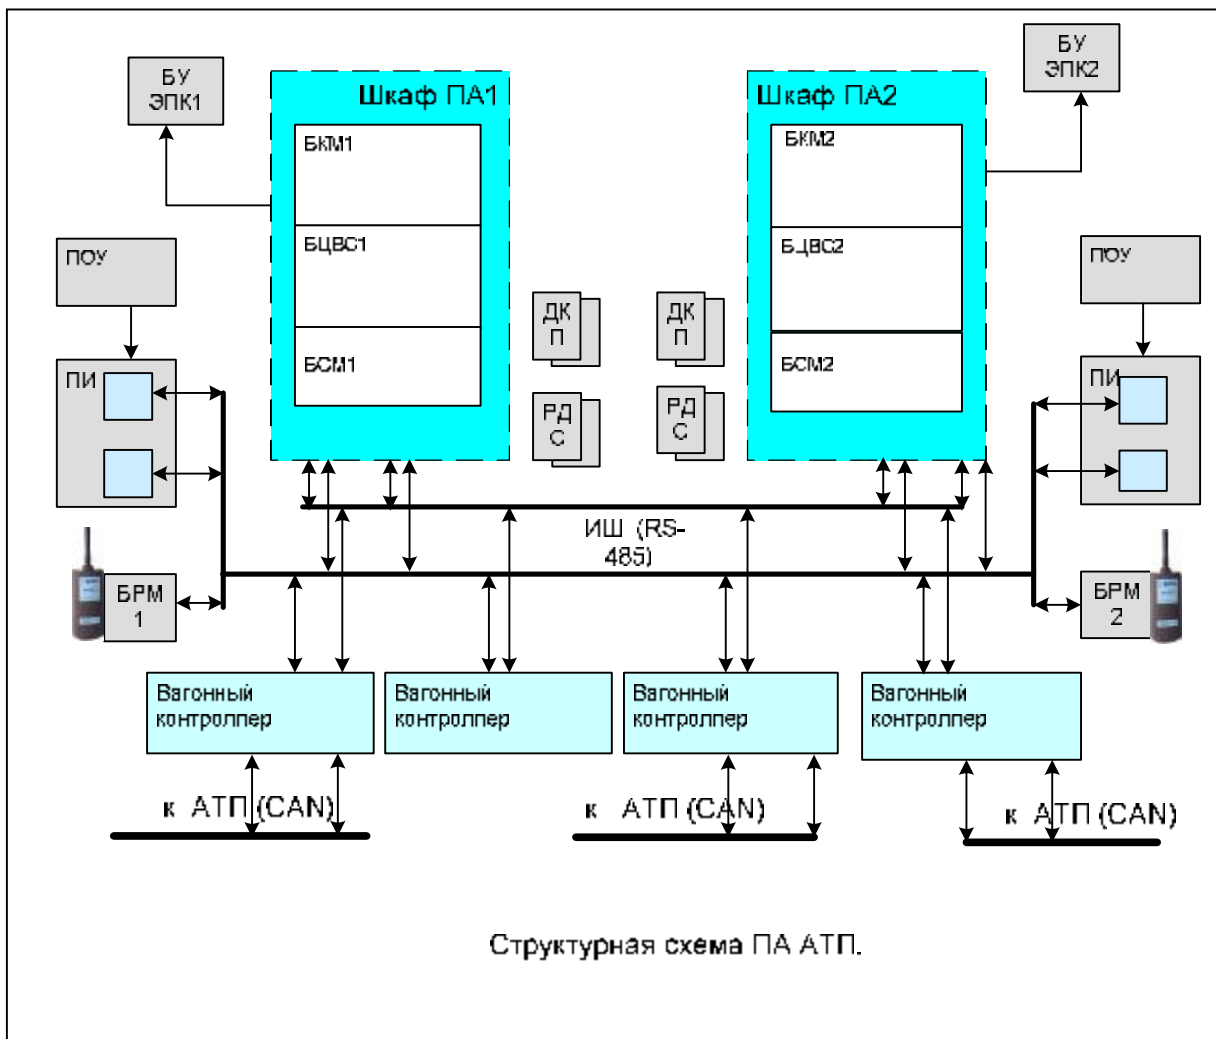 БУ
ЭПК1
Шкаф ПА1
БКМ1
БЦВС1
БСМ1
Шкаф ПА2
БКМ2
БЦВС2
БСМ2
БУ
ЭПК2
ПОУ
ПИ
ДК
П
РД
С
ДК
П
РД
С
ПОУ
ПИ
ИШ (RS-
485)
БРМ
1
БРМ
2
Вагонный
контроллер
Вагонный
контроллер
Вагонный
контроллер
Вагонный
контроллер
к АТП (CAN)
к АТП (CAN)
к АТП (CAN)
Структурная схема ПА АТП.